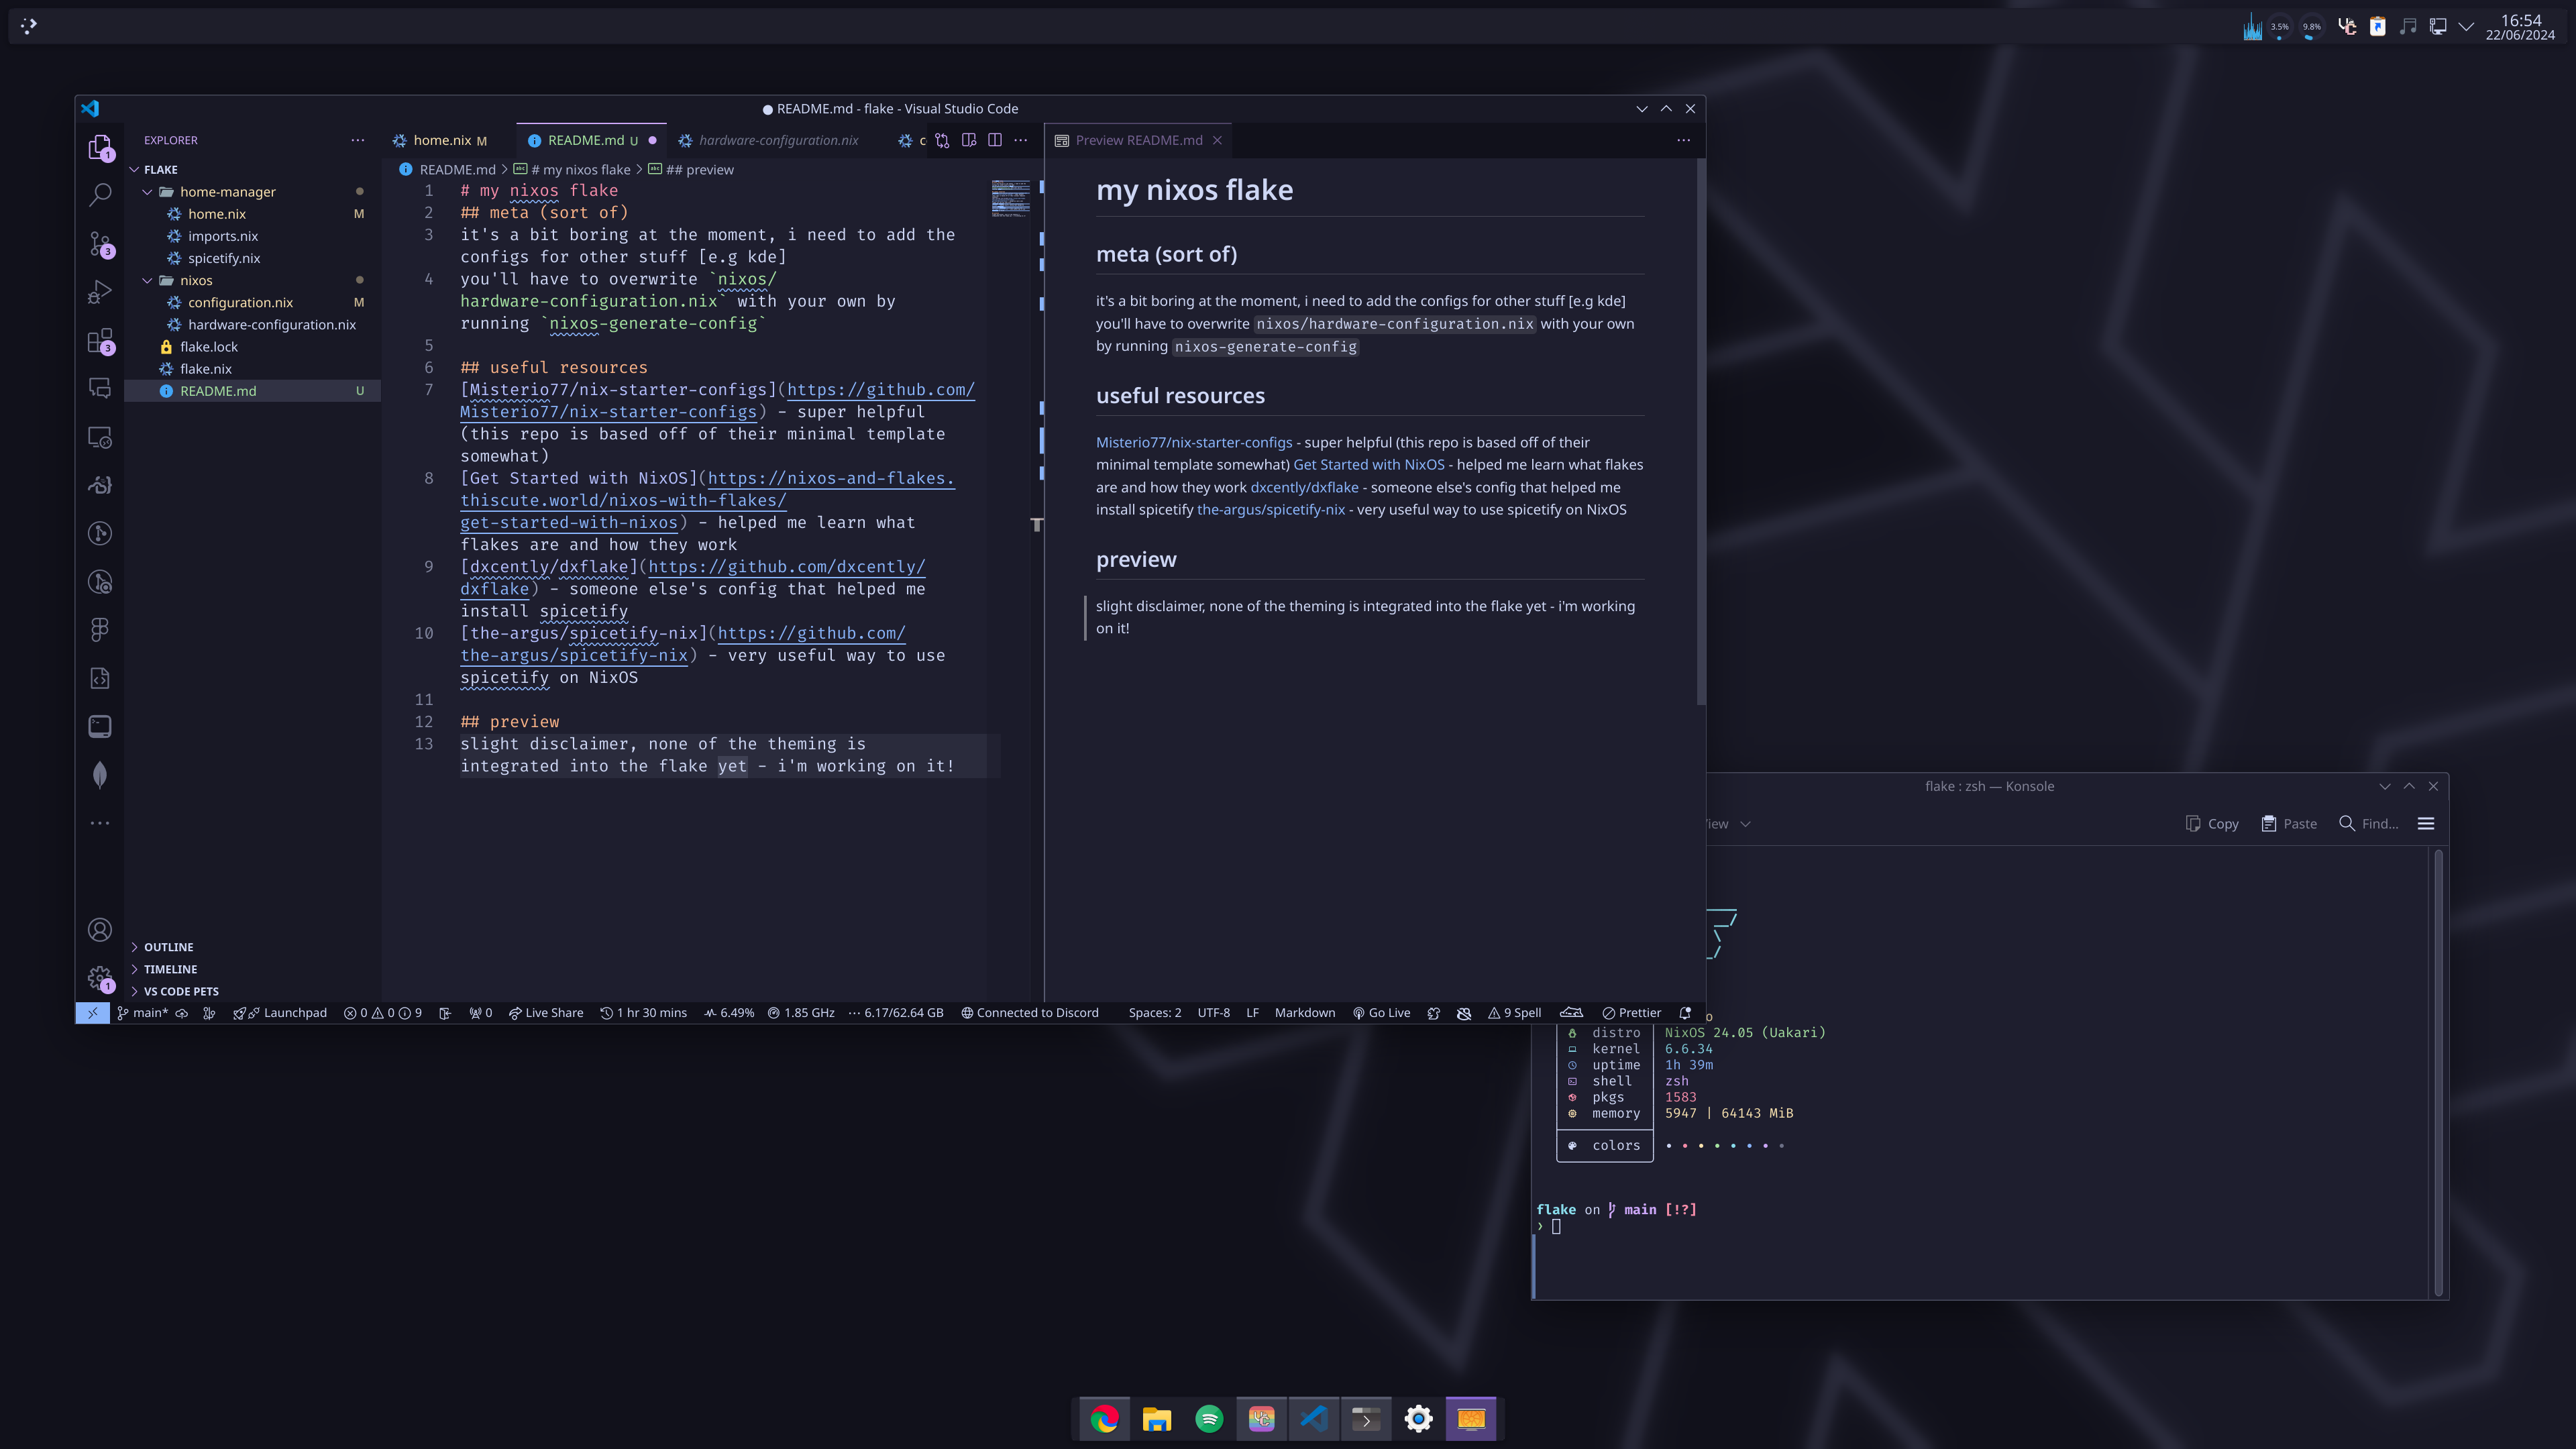 3.5%
9.8%
16:54
22/06/2024
README.md - flake - Visual Studio Code
EXPLORER
FLAKE
home-manager
home.nix M
imports.nix
spicetify.nix
nixos
configuration.nix M
hardware-configuration.nix
flake.lock
flake.nix
README.md U
OUTLINE
TIMELINE
VS CODE PETS
1
3
3
1
home.nix M
README.md U
hardware-configuration.nix
README.md > # my nixos flake > ## preview
1 # my nixos flake
2 ## meta (sort of)
3 it's a bit boring at the moment, i need to add the
configs for other stuff [e.g kde]
4 you'll have to overwrite `nixos/
hardware-configuration.nix` with your own by
running `nixos-generate-config`
5
6 ## useful resources
7 [Misterio77/nix-starter-configs](https://github.com/
Misterio77/nix-starter-configs) - super helpful
(this repo is based off of their minimal template
somewhat)
8 [Get Started with NixOS](https://nixos-and-flakes.
thiscute.world/nixos-with-flakes/
get-started-with-nixos) - helped me learn what
flakes are and how they work
9 [dxcently/dxflake](https://github.com/dxcently/
dxflake) - someone else's config that helped me
install spicetify
10 [the-argus/spicetify-nix](https://github.com/
the-argus/spicetify-nix) - very useful way to use
spicetify on NixOS
11
12 ## preview
13 slight disclaimer, none of the theming is
integrated into the flake yet - i'm working on it!
Preview README.md
my nixos flake
meta (sort of)
it's a bit boring at the moment, i need to add the configs for other stuff [e.g kde]
you'll have to overwrite nixos/hardware-configuration.nix with your own
by running nixos-generate-config
useful resources
Misterio77/nix-starter-configs - super helpful (this repo is based off of their
minimal template somewhat) Get Started with NixOS - helped me learn what flakes
are and how they work dxcently/dxflake - someone else's config that helped me
install spicetify the-argus/spicetify-nix - very useful way to use spicetify on NixOS
preview
slight disclaimer, none of the theming is integrated into the flake yet - i'm working
on it!
main* Launchpad 0 0 9 0 Live Share 1 hr 30 mins 6.49% 1.85 GHz 6.17/62.64 GB Connected to Discord Spaces: 2 UTF-8 LF Markdown Go Live 9 Spell Prettier
flake : zsh — Konsole
Copy Paste Find...
distro NixOS 24.05 (Uakari)
kernel 6.6.34
uptime 1h 39m
shell zsh
pkgs 1583
memory 5947 | 64143 MiB
colors
flake on main [!?]
❯